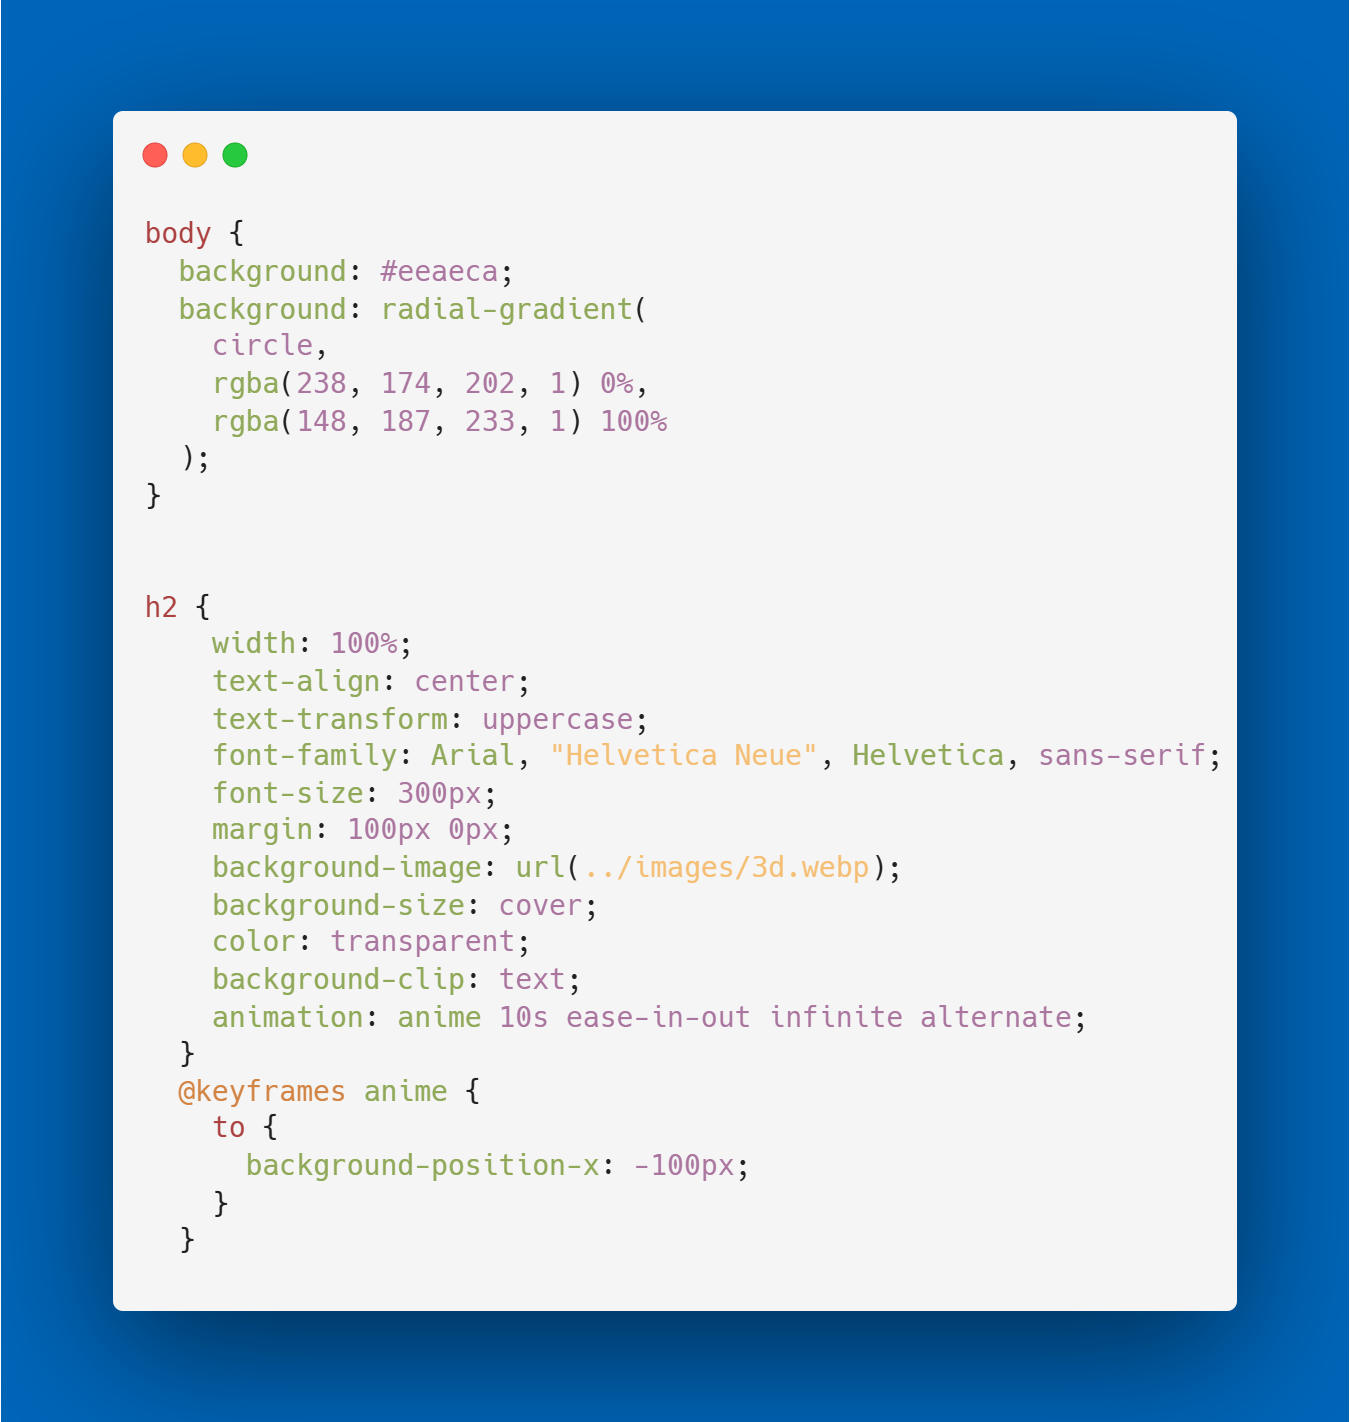 body {
  background: #eeaeca;
  background: radial-gradient(
    circle,
    rgba(238, 174, 202, 1) 0%,
    rgba(148, 187, 233, 1) 100%
  );
}
h2 {
    width: 100%;
    text-align: center;
    text-transform: uppercase;
    font-family: Arial, "Helvetica Neue", Helvetica, sans-serif;
    font-size: 300px;
    margin: 100px 0px;
    background-image: url(../images/3d.webp);
    background-size: cover;
    color: transparent;
    background-clip: text;
    animation: anime 10s ease-in-out infinite alternate;
  }
  @keyframes anime {
    to {
      background-position-x: -100px;
    }
  }